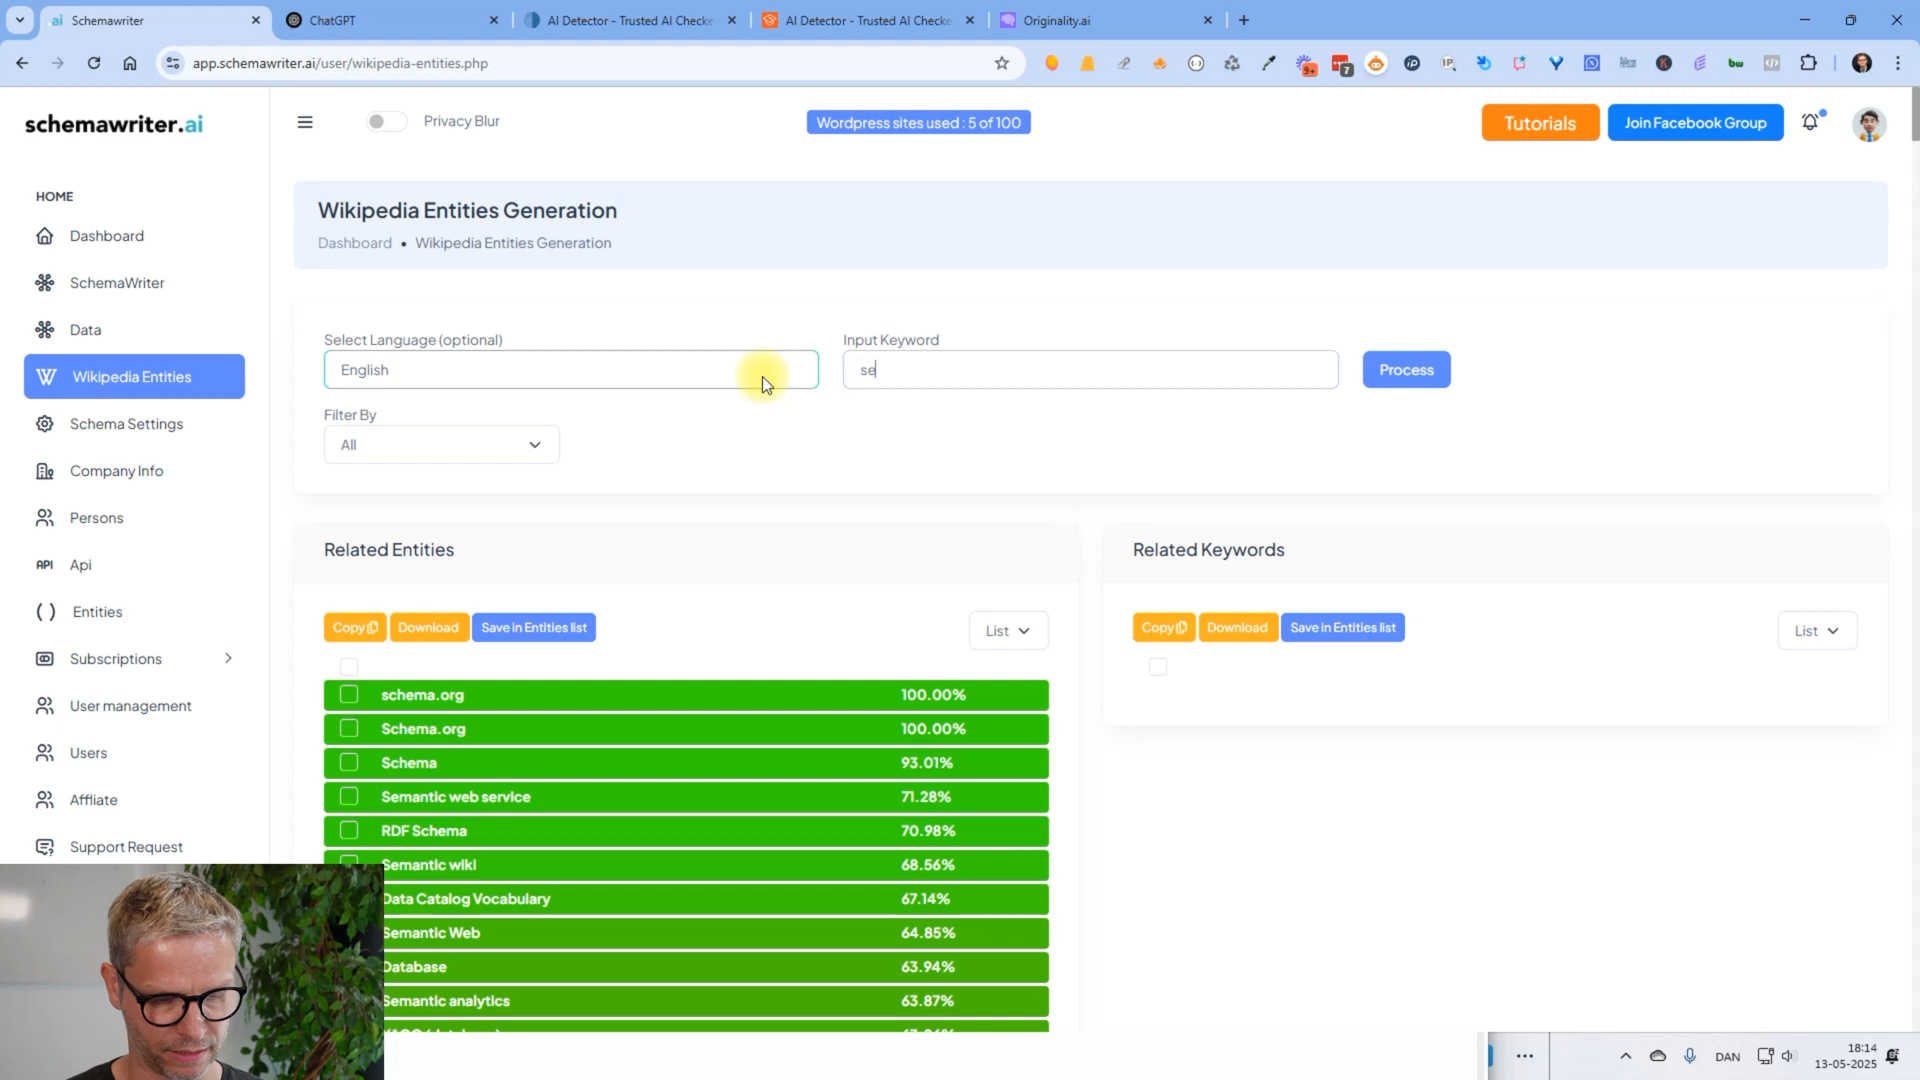 Schemawriter
ChatGPT
AI Detector - Trusted AI Checke
AI Detector - Trusted AI Checke
Originality.ai
app.schemawriter.ai/user/wikipedia-entities.php
9+
7
schemawriter.ai
Privacy Blur
Wordpress sites used : 5 of 100
Tutorials
Join Facebook Group
HOME
Dashboard
SchemaWriter
Data
Wikipedia Entities
Schema Settings
Company Info
Persons
API
Api
Entities
Subscriptions
User management
Users
Affliate
Support Request
Wikipedia Entities Generation
Dashboard • Wikipedia Entities Generation
Select Language (optional)
English
Input Keyword
se
Process
Filter By
All
Related Entities
Copy
Download
Save in Entities list
List
schema.org 100.00%
Schema.org 100.00%
Schema 93.01%
Semantic web service 71.28%
RDF Schema 70.98%
Semantic wiki 68.56%
Data Catalog Vocabulary 67.14%
Semantic Web 64.85%
Database 63.94%
Semantic analytics 63.87%
Related Keywords
Copy
Download
Save in Entities list
List
DAN
18:14
13-05-2025